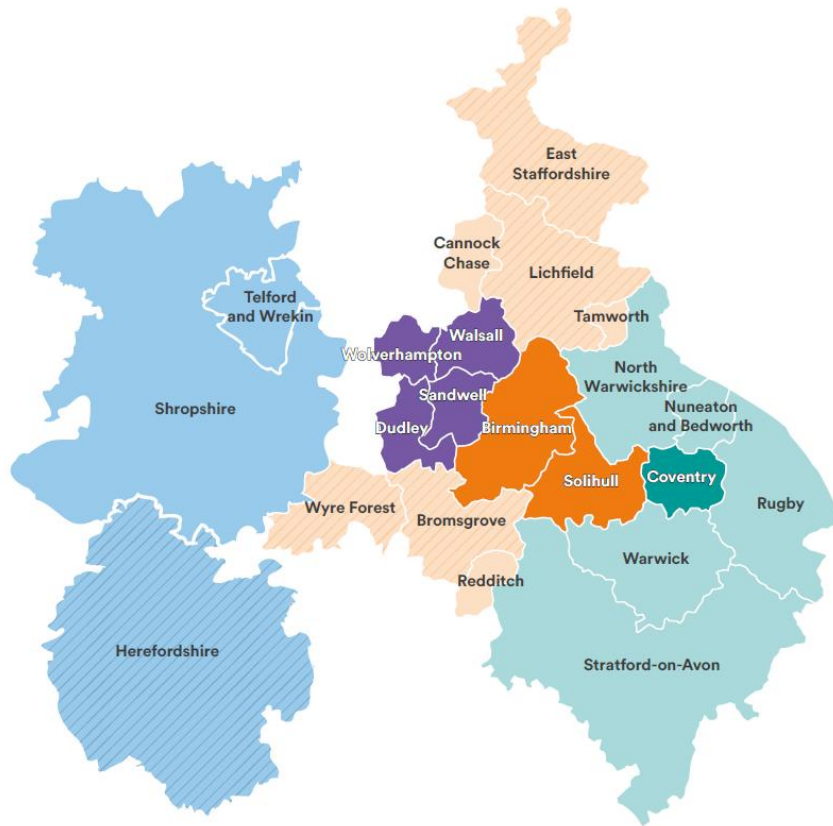 East
Staffordshire
Cannock
Chase
Lichfield
Telford
and Wrekin
Tamworth
Walsall
Wolverhampton
North
Warwickshire
Sandwell
Nuneaton
and Bedworth
Shropshire
Dudley
Birmingham
Solihull
Coventry
Rugby
Wyre Forest
Bromsgrove
Warwick
Redditch
Herefordshire
Stratford-on-Avon